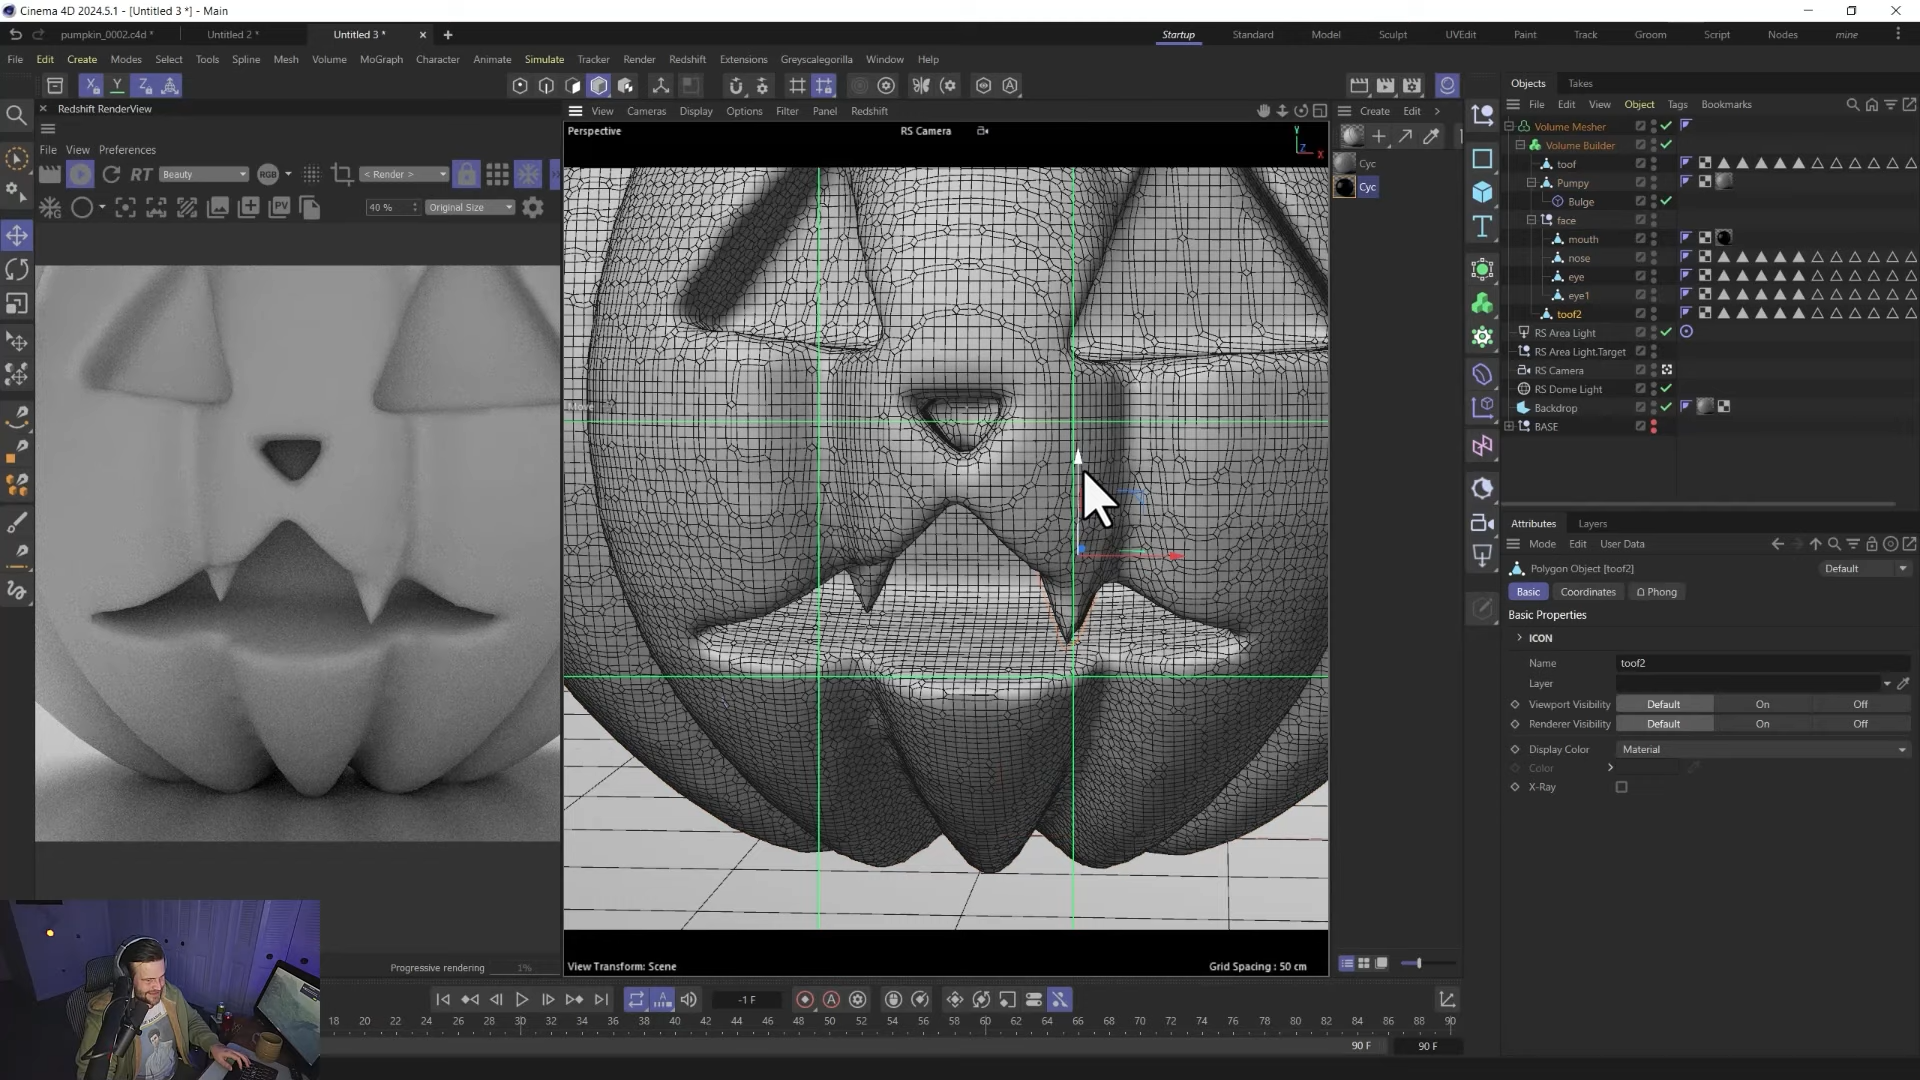 Cinema 4D 2024.5.1 - [Untitled 3 *] - Main
pumpkin_0002.c4d * Untitled 2 * Untitled 3 * Startup Standard Model Sculpt UVEdit Paint Track Groom Script Nodes mine
File Edit Create Modes Select Tools Spline Mesh Volume MoGraph Character Animate Simulate Tracker Render Redshift Extensions Greyscalegorilla Window Help
X Y Z
Redshift RenderView
View Cameras Display Options Filter Panel Redshift
Create Edit
File View Preferences
RT Beauty RGB < Render >
PV 40 % Original Size
Perspective
RS Camera
Y
Z X
Cyc
Cyc
Objects Takes
File Edit View Object Tags Bookmarks
Volume Mesher
Volume Builder
toof
Pumpy
Bulge
face
mouth
nose
eye
eye1
toof2
RS Area Light
RS Area Light.Target
RS Camera
RS Dome Light
Backdrop
BASE
Attributes Layers
Mode Edit User Data
Polygon Object [toof2] Default
Basic Coordinates Phong
Basic Properties
ICON
Name toof2
Layer
Viewport Visibility Default On Off
Renderer Visibility Default On Off
Display Color Material
Color
X-Ray
Progressive rendering 1%
View Transform: Scene
Grid Spacing : 50 cm
-1 F
18 20 22 24 26 28 30 32 34 36 38 40 42 44 46 48 50 52 54 56 58 60 62 64 66 68 70 72 74 76 78 80 82 84 86 88 90
90 F 90 F